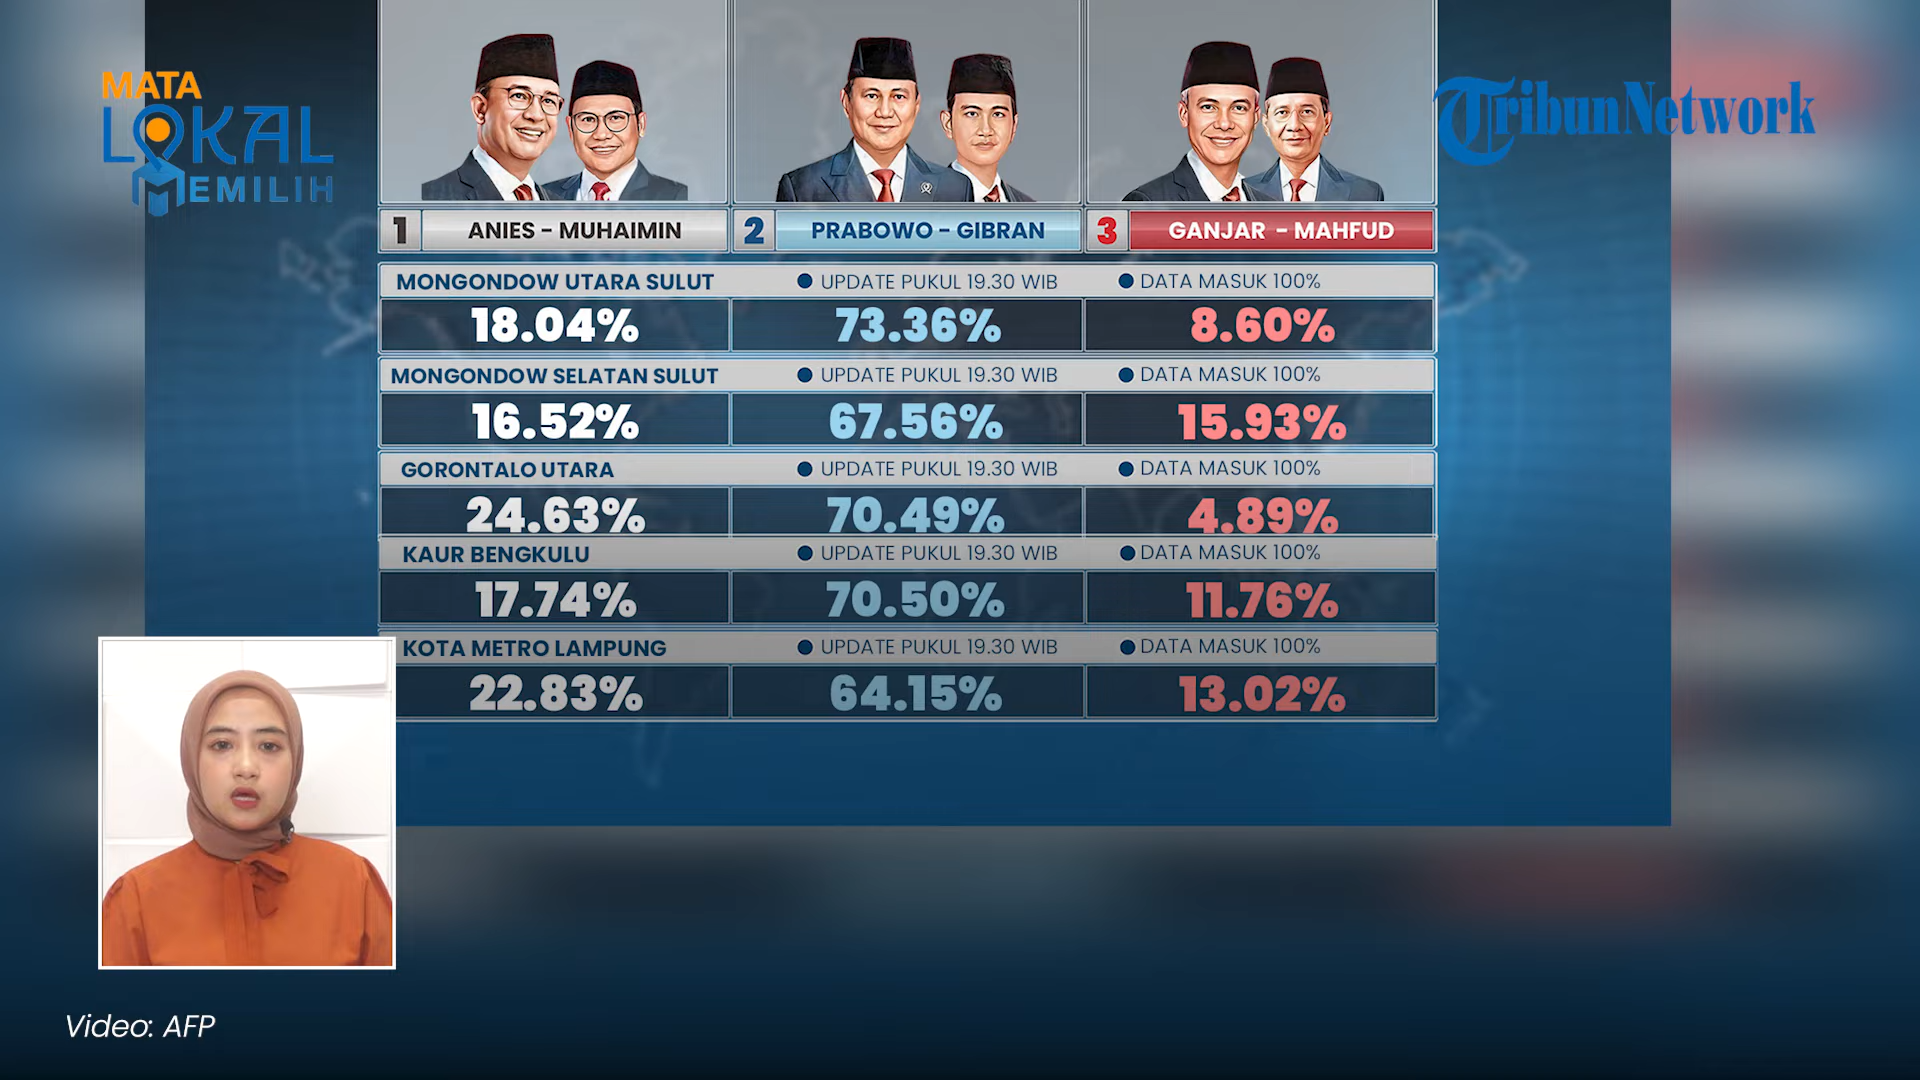 MATA
LOKAL
MEMILIH
TribunNetwork
1 ANIES - MUHAIMIN 2 PRABOWO - GIBRAN 3 GANJAR - MAHFUD
MONGONDOW UTARA SULUT UPDATE PUKUL 19.30 WIB DATA MASUK 100%
18.04% 73.36% 8.60%
MONGONDOW SELATAN SULUT UPDATE PUKUL 19.30 WIB DATA MASUK 100%
16.52% 67.56% 15.93%
GORONTALO UTARA UPDATE PUKUL 19.30 WIB DATA MASUK 100%
24.63% 70.49% 4.89%
KAUR BENGKULU UPDATE PUKUL 19.30 WIB DATA MASUK 100%
17.74% 70.50% 11.76%
KOTA METRO LAMPUNG UPDATE PUKUL 19.30 WIB DATA MASUK 100%
22.83% 64.15% 13.02%
Video: AFP